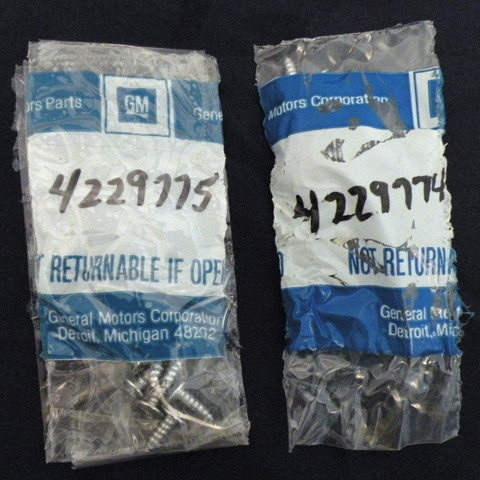 rs Parts
GM
Gene
4229775
T RETURNABLE IF OPE
General Motors Corporation
Detroit, Michigan 48202
Motors Corporation
4229774
NOT RETURNA
General Mo
Detroit, Mic